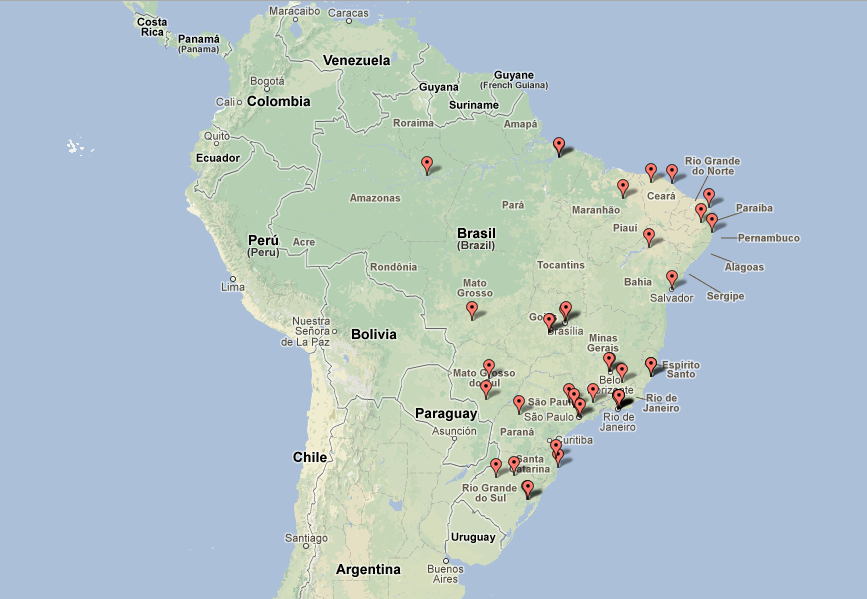 Maracaibo
Caracas
Costa
Rica
Panamá
(Panama)
Venezuela
Guyana
Guyane
(French Guiana)
Suriname
Bogotá
Cali
Colombia
Roraima
Amapá
Quito
Ecuador
Rio Grande
do Norte
Amazonas
Pará
Ceará
Maranhão
Paraiba
Piauí
Perú
(Peru)
Acre
Brasil
(Brazil)
Pernambuco
Rondônia
Tocantins
Alagoas
Lima
Mato
Grosso
Bahia
Salvador
Sergipe
Nuestra
Señora
de La Paz
Bolivia
Brasília
Minas
Gerais
Mato Grosso
do Sul
Belo
Espírito
Santo
Paraguay
São Paulo
São Paulo
Rio de
Janeiro
Rio de
Janeiro
Asunción
Paraná
Curitiba
Chile
Santa
Catarina
Rio Grande
do Sul
Santiago
Uruguay
Argentina
Buenos
Aires